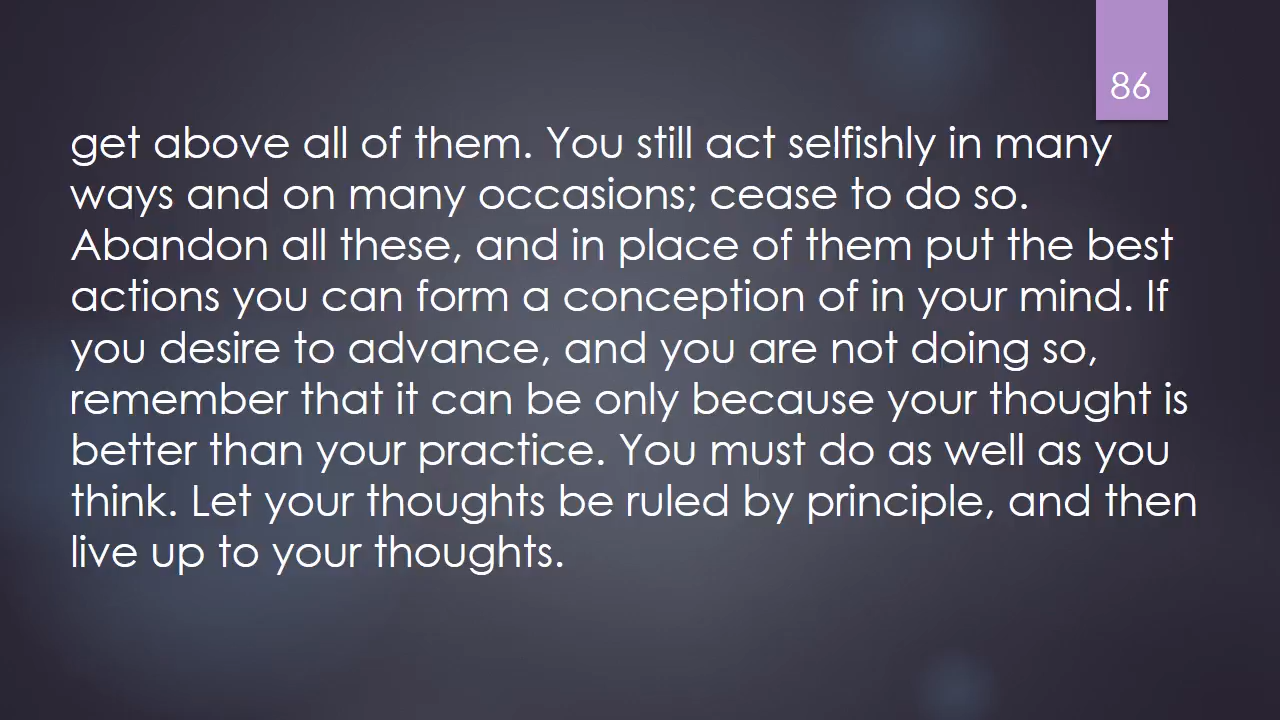 86
get above all of them. You still act selfishly in many
ways and on many occasions; cease to do so.
Abandon all these, and in place of them put the best
actions you can form a conception of in your mind. If
you desire to advance, and you are not doing so,
remember that it can be only because your thought is
better than your practice. You must do as well as you
think. Let your thoughts be ruled by principle, and then
live up to your thoughts.